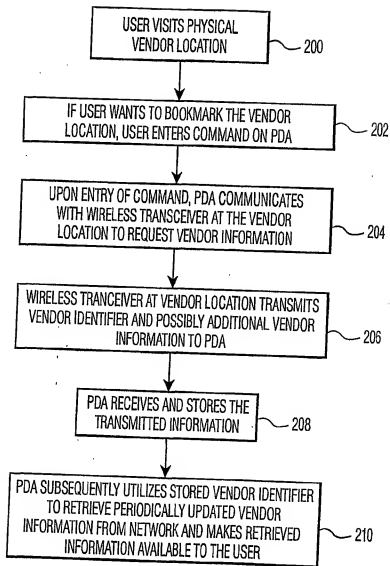 USER VISITS PHYSICAL
VENDOR LOCATION
200
IF USER WANTS TO BOOKMARK THE VENDOR
LOCATION, USER ENTERS COMMAND ON PDA
202
UPON ENTRY OF COMMAND, PDA COMMUNICATES
WITH WIRELESS TRANSCEIVER AT THE VENDOR
LOCATION TO REQUEST VENDOR INFORMATION
204
WIRELESS TRANCEIVER AT VENDOR LOCATION TRANSMITS
VENDOR IDENTIFIER AND POSSIBLY ADDITIONAL VENDOR
INFORMATION TO PDA
206
PDA RECEIVES AND STORES THE
TRANSMITTED INFORMATION
208
PDA SUBSEQUENTLY UTILIZES STORED VENDOR IDENTIFIER
TO RETRIEVE PERIODICALLY UPDATED VENDOR
INFORMATION FROM NETWORK AND MAKES RETRIEVED
INFORMATION AVAILABLE TO THE USER
210